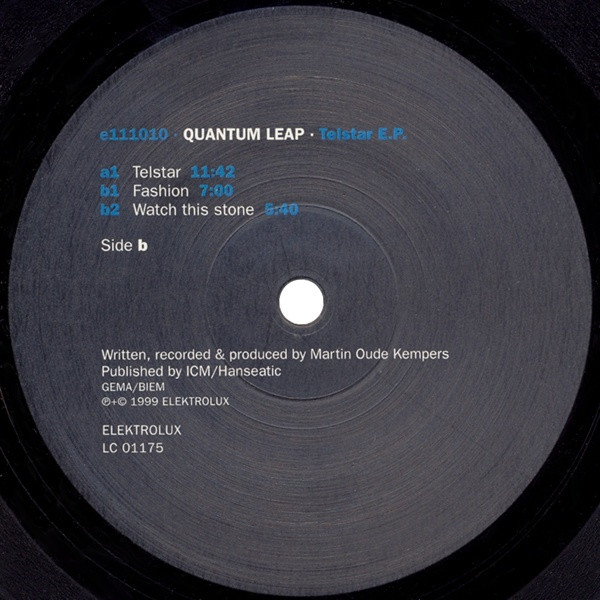 e111010 · QUANTUM LEAP · Telstar E.P.
a1 Telstar 11:42
b1 Fashion 7:00
b2 Watch this stone 5:40
Side b
Written, recorded & produced by Martin Oude Kempers
Published by ICM/Hanseatic
GEMA/BIEM
℗+© 1999 ELEKTROLUX
ELEKTROLUX
LC 01175